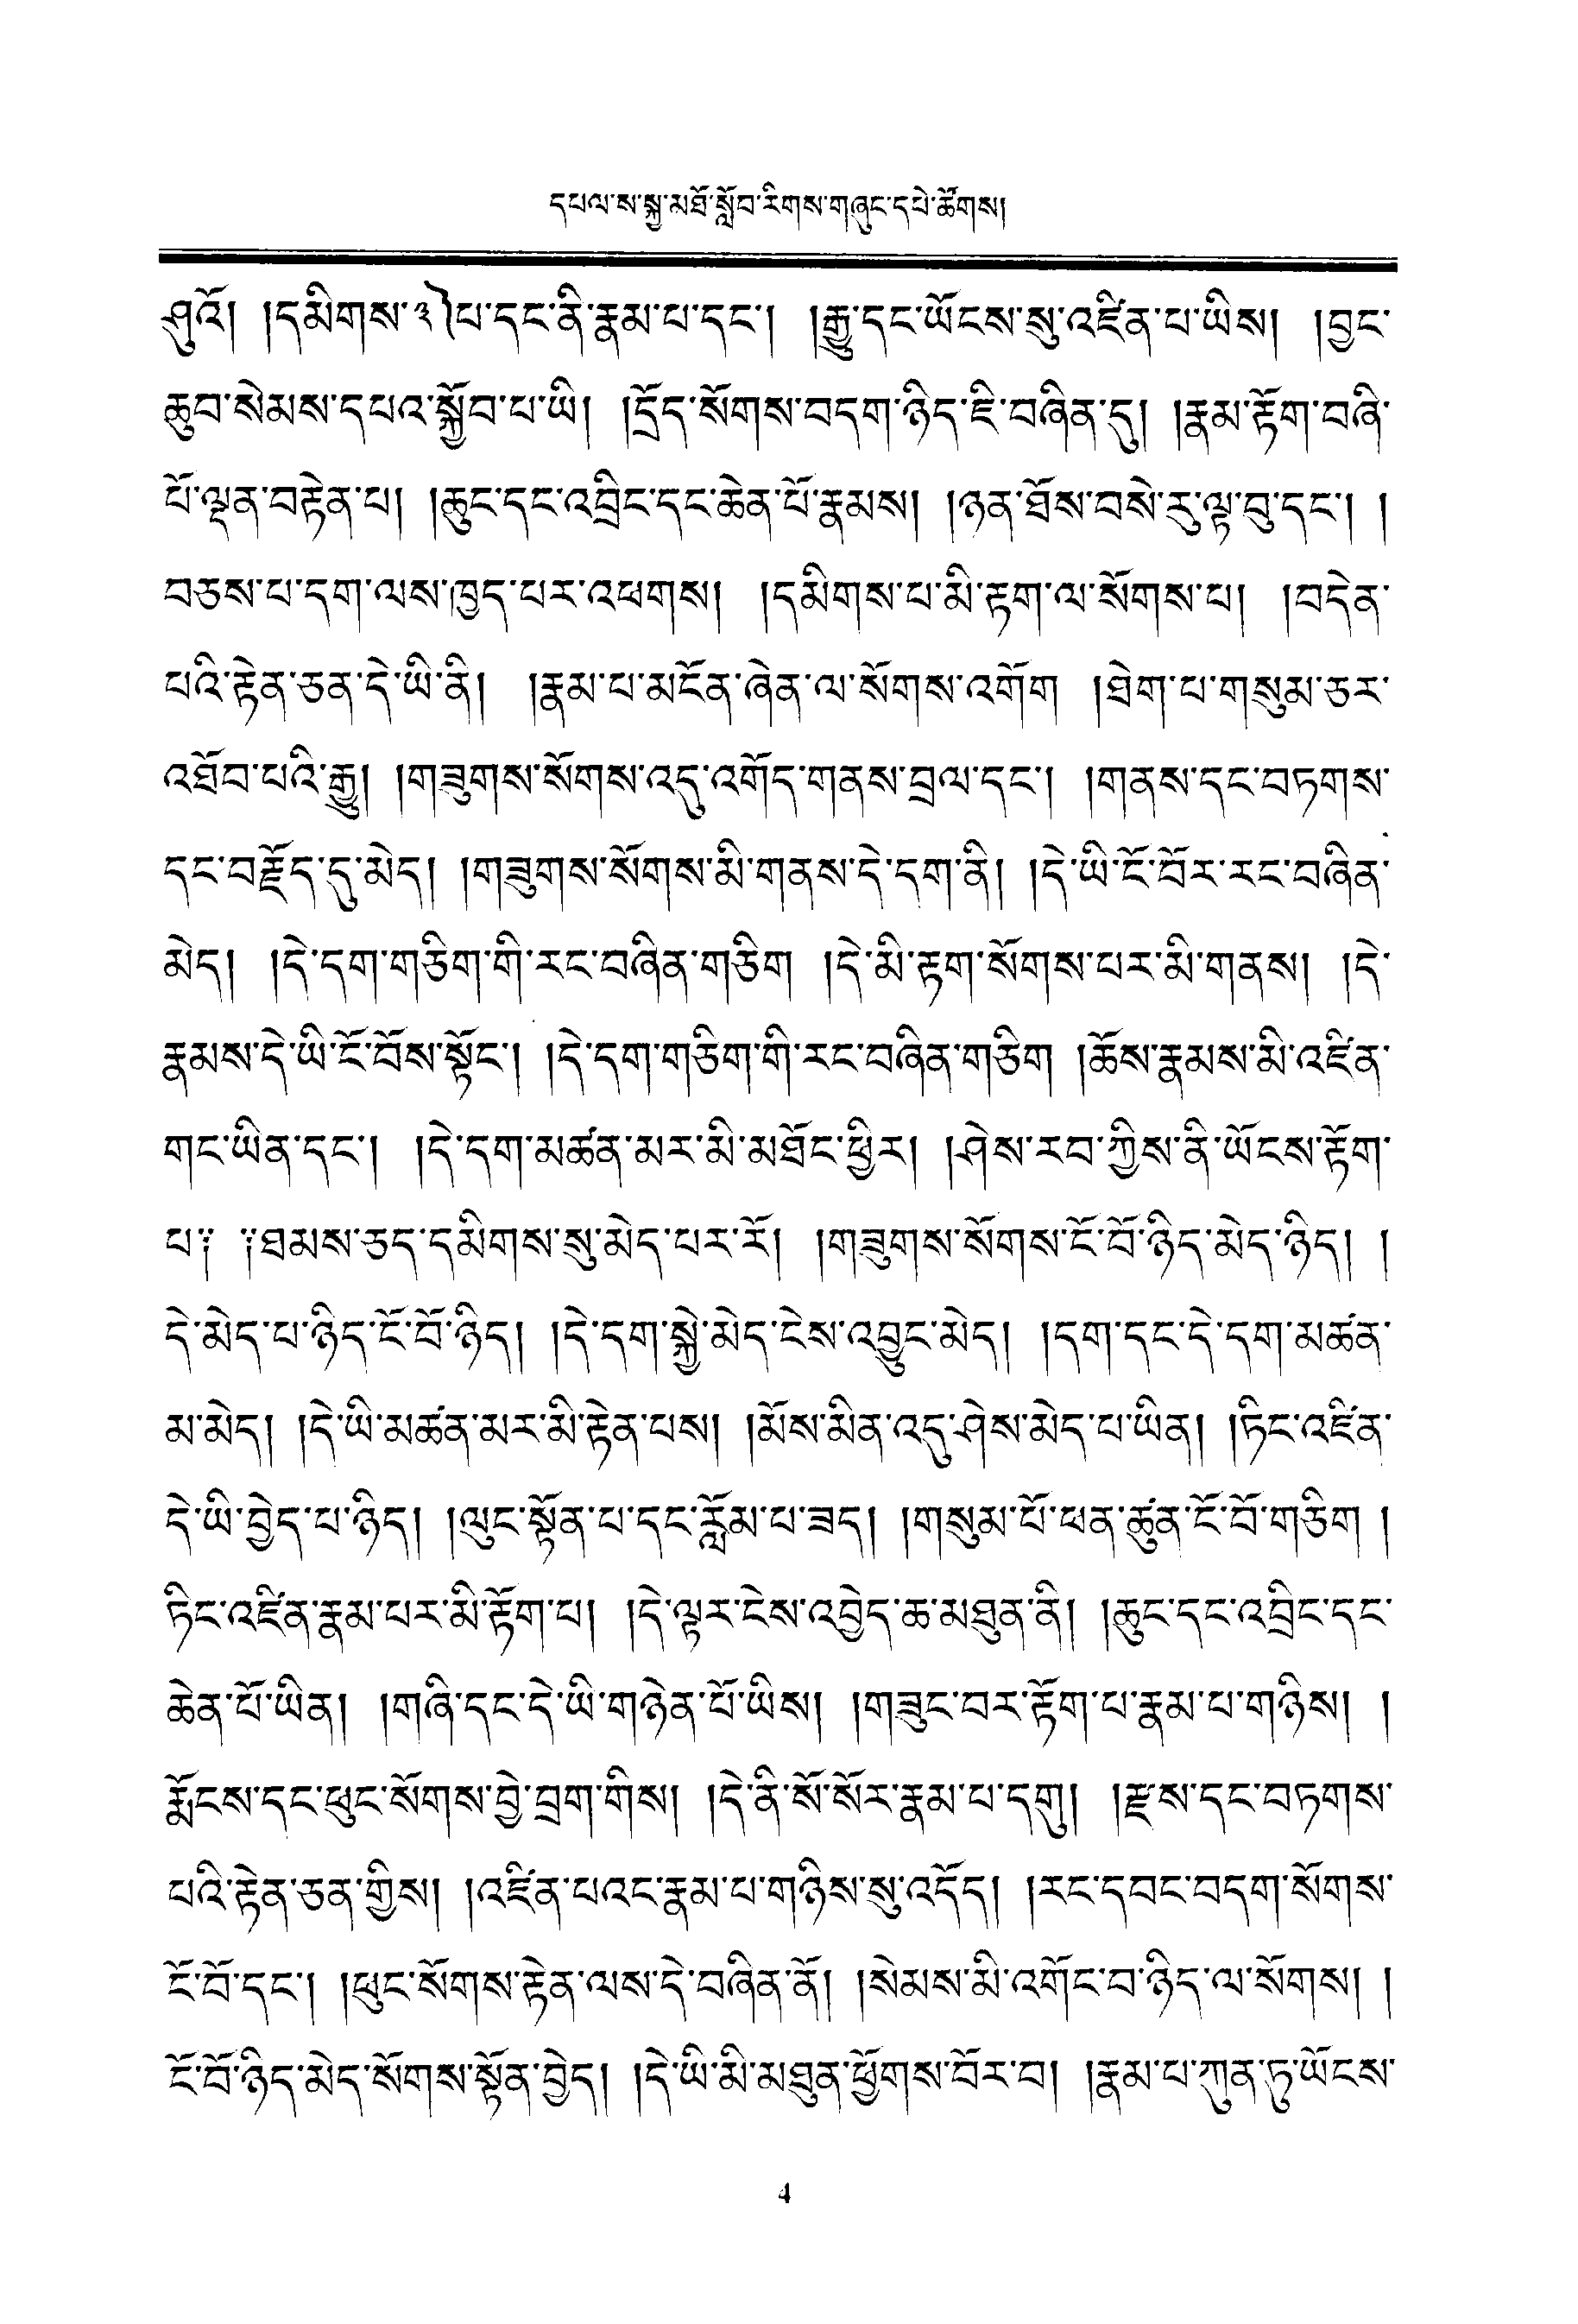 དཔལ་ས་སྐྱ་མཐོ་སློབ་རིགས་གཞུང་དཔེ་ཚོགས།
ཤུའོ། །དམིགས་༣༽པ་དང་ནི་རྣམ་པ་དང་། །རྒྱུ་དང་ཡོངས་སུ་འཛིན་པ་ཡིས། །བྱང་
ཆུབ་སེམས་དཔའ་སྐྱོབ་པ་ཡི། །དྲོད་སོགས་བདག་ཉིད་ཇི་བཞིན་དུ། །རྣམ་རྟོག་བཞི་
པོ་ལྡན་བརྟེན་པ། །ཆུང་དང་འབྲིང་དང་ཆེན་པོ་རྣམས། །ཉན་ཐོས་བསེ་རུ་ལྟ་བུ་དང་། །
བཅས་པ་དག་ལས་ཁྱད་པར་འཕགས། །དམིགས་པ་མི་རྟག་ལ་སོགས་པ། །བདེན་
པའི་རྟེན་ཅན་དེ་ཡི་ནི། །རྣམ་པ་མངོན་ཞེན་ལ་སོགས་འགོག །ཐེག་པ་གསུམ་ཅར་
འཐོབ་པའི་རྒྱུ། །གཟུགས་སོགས་འདུ་འགོད་གནས་བྲལ་དང་། །གནས་དང་བཏགས་
དང་བརྗོད་དུ་མེད། །གཟུགས་སོགས་མི་གནས་དེ་དག་ནི། །དེ་ཡི་ངོ་བོར་རང་བཞིན་
མེད། །དེ་དག་གཅིག་གི་རང་བཞིན་གཅིག །དེ་མི་རྟག་སོགས་པར་མི་གནས། །དེ་
རྣམས་དེ་ཡི་ངོ་བོས་སྟོང་། །དེ་དག་གཅིག་གི་རང་བཞིན་གཅིག །ཆོས་རྣམས་མི་འཛིན་
གང་ཡིན་དང་། །དེ་དག་མཚན་མར་མི་མཐོང་ཕྱིར། །ཤེས་རབ་ཀྱིས་ནི་ཡོངས་རྟོག་
པ༑ ༑ཐམས་ཅད་དམིགས་སུ་མེད་པར་རོ། །གཟུགས་སོགས་ངོ་བོ་ཉིད་མེད་ཉིད། །
དེ་མེད་པ་ཉིད་ངོ་བོ་ཉིད། །དེ་དག་སྐྱེ་མེད་ངེས་འབྱུང་མེད། །དག་དང་དེ་དག་མཚན་
མ་མེད། །དེ་ཡི་མཚན་མར་མི་རྟེན་པས། །མོས་མིན་འདུ་ཤེས་མེད་པ་ཡིན། །ཏིང་འཛིན་
དེ་ཡི་བྱེད་པ་ཉིད། །ལུང་སྟོན་པ་དང་རློམ་པ་ཟད། །གསུམ་པོ་ཕན་ཚུན་ངོ་བོ་གཅིག །
ཏིང་འཛིན་རྣམ་པར་མི་རྟོག་པ། །དེ་ལྟར་ངེས་འབྱེད་ཆ་མཐུན་ནི། །ཆུང་དང་འབྲིང་དང་
ཆེན་པོ་ཡིན། །གཞི་དང་དེ་ཡི་གཉེན་པོ་ཡིས། །གཟུང་བར་རྟོག་པ་རྣམ་པ་གཉིས། །
རྨོངས་དང་ཕུང་སོགས་བྱེ་བྲག་གིས། །དེ་ནི་སོ་སོར་རྣམ་པ་དགུ། །རྫས་དང་བཏགས་
པའི་རྟེན་ཅན་གྱིས། །འཛིན་པའང་རྣམ་པ་གཉིས་སུ་འདོད། །རང་དབང་བདག་སོགས་
ངོ་བོ་དང་། །ཕུང་སོགས་རྟེན་ལས་དེ་བཞིན་ནོ། །སེམས་མི་འགོང་བ་ཉིད་ལ་སོགས། །
ངོ་བོ་ཉིད་མེད་སོགས་སྟོན་བྱེད། །དེ་ཡི་མི་མཐུན་ཕྱོགས་བོར་བ། །རྣམ་པ་ཀུན་ཏུ་ཡོངས་
4